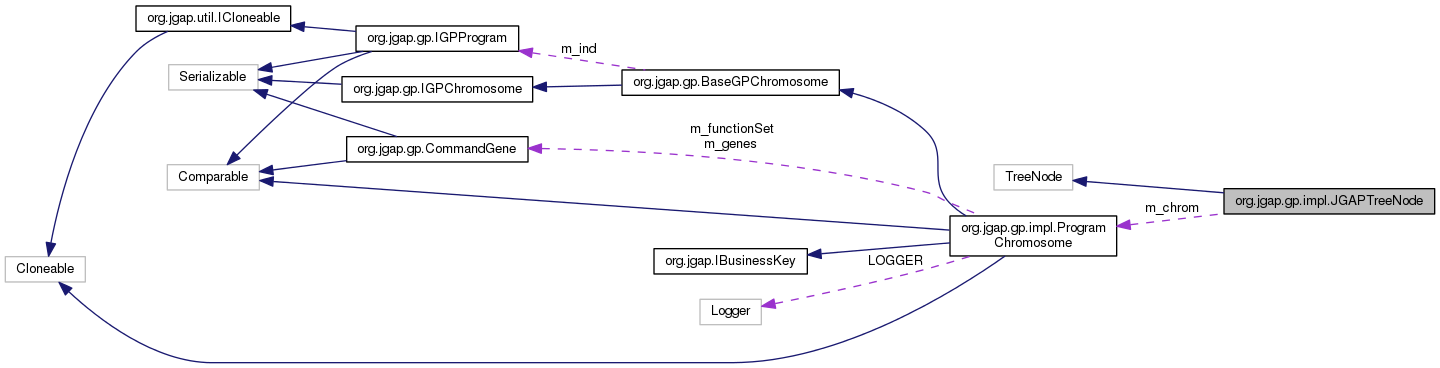 org.jgap.util.ICloneable
org.jgap.gp.IGPProgram
m_ind
Serializable
org.jgap.gp.IGPChromosome
org.jgap.gp.BaseGPChromosome
m_functionSet
m_genes
org.jgap.gp.CommandGene
Comparable
TreeNode
org.jgap.gp.impl.JGAPTreeNode
m_chrom
org.jgap.gp.impl.Program
Chromosome
org.jgap.IBusinessKey
LOGGER
Cloneable
Logger